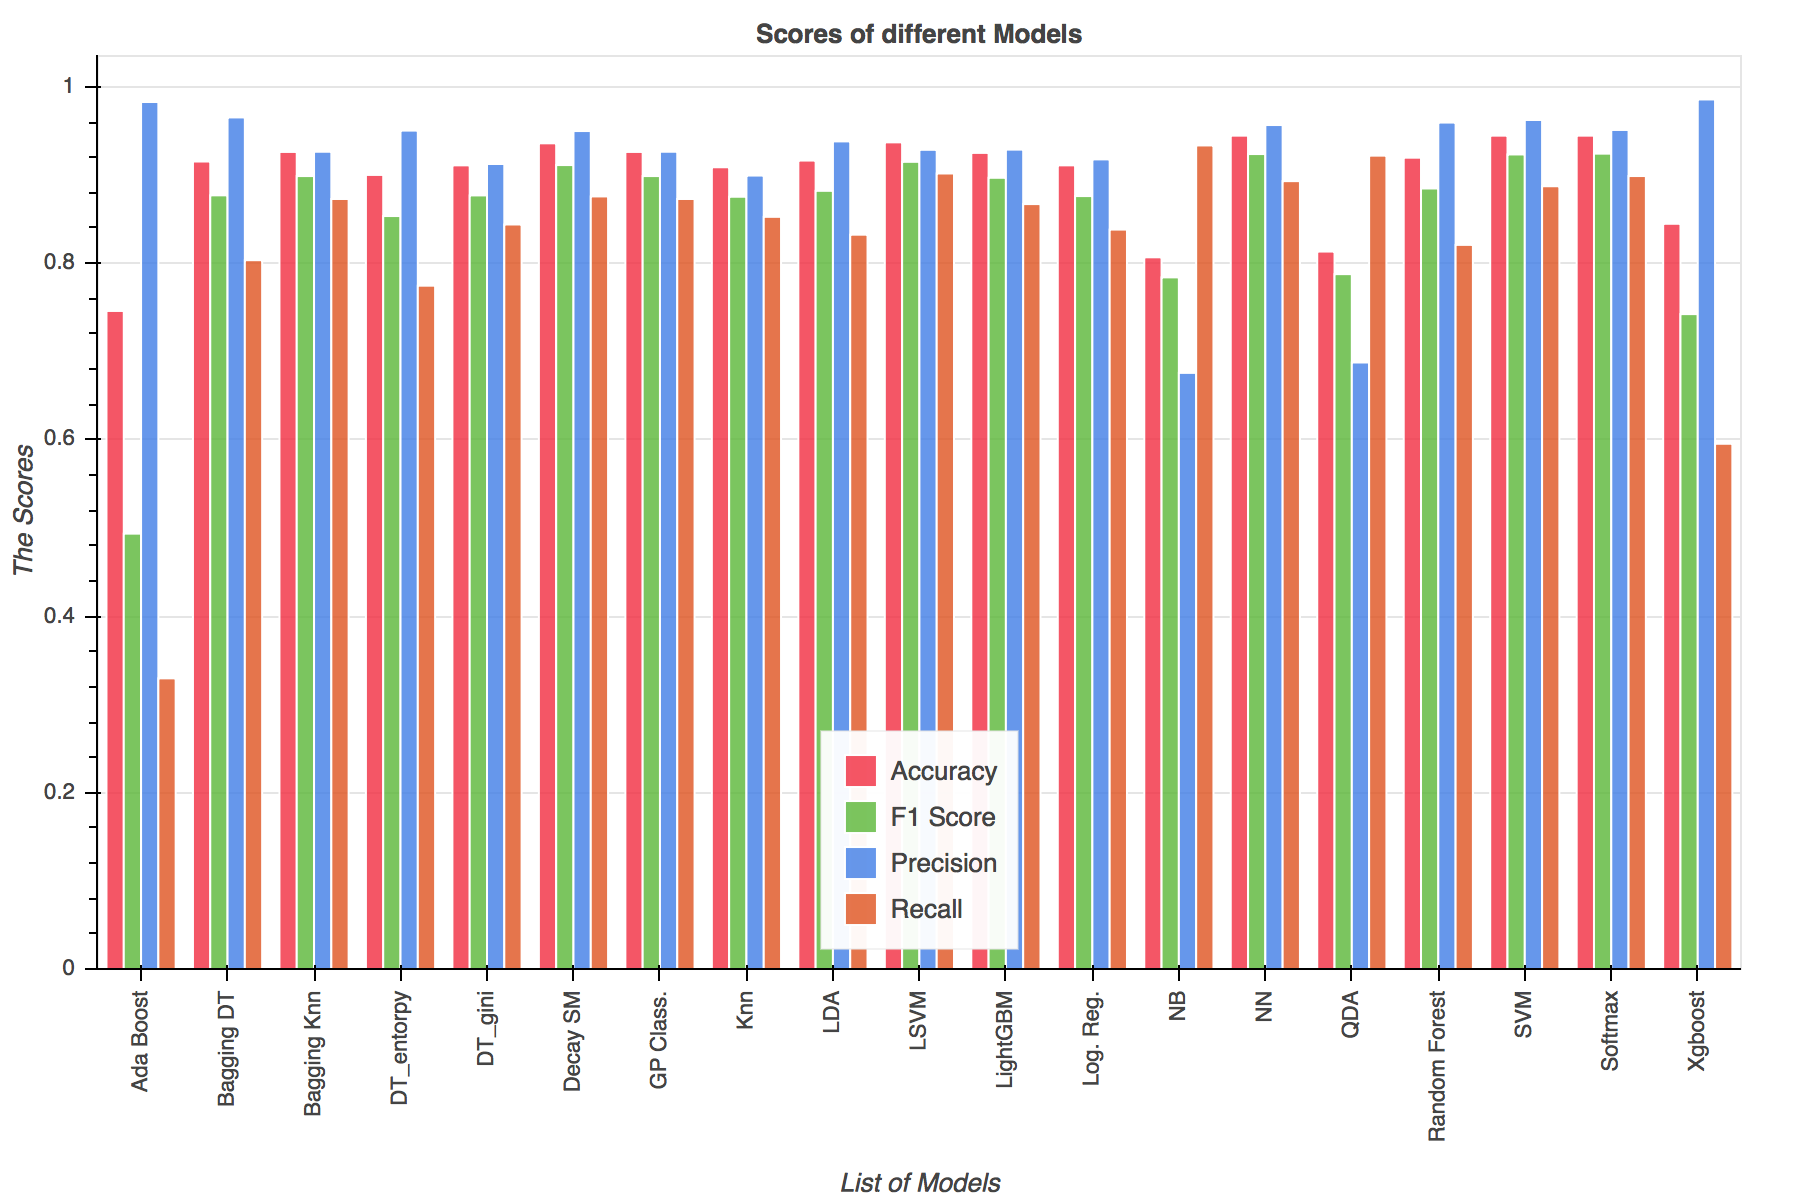 Scores of different Models
The Scores
1
0.8
0.6
0.4
0.2
0
Accuracy
F1 Score
Precision
Recall
Ada Boost
Bagging DT
Bagging Knn
DT_entorpy
DT_gini
Decay SM
GP Class.
Knn
LDA
LSVM
LightGBM
Log. Reg.
NB
NN
QDA
Random Forest
SVM
Softmax
Xgboost
List of Models